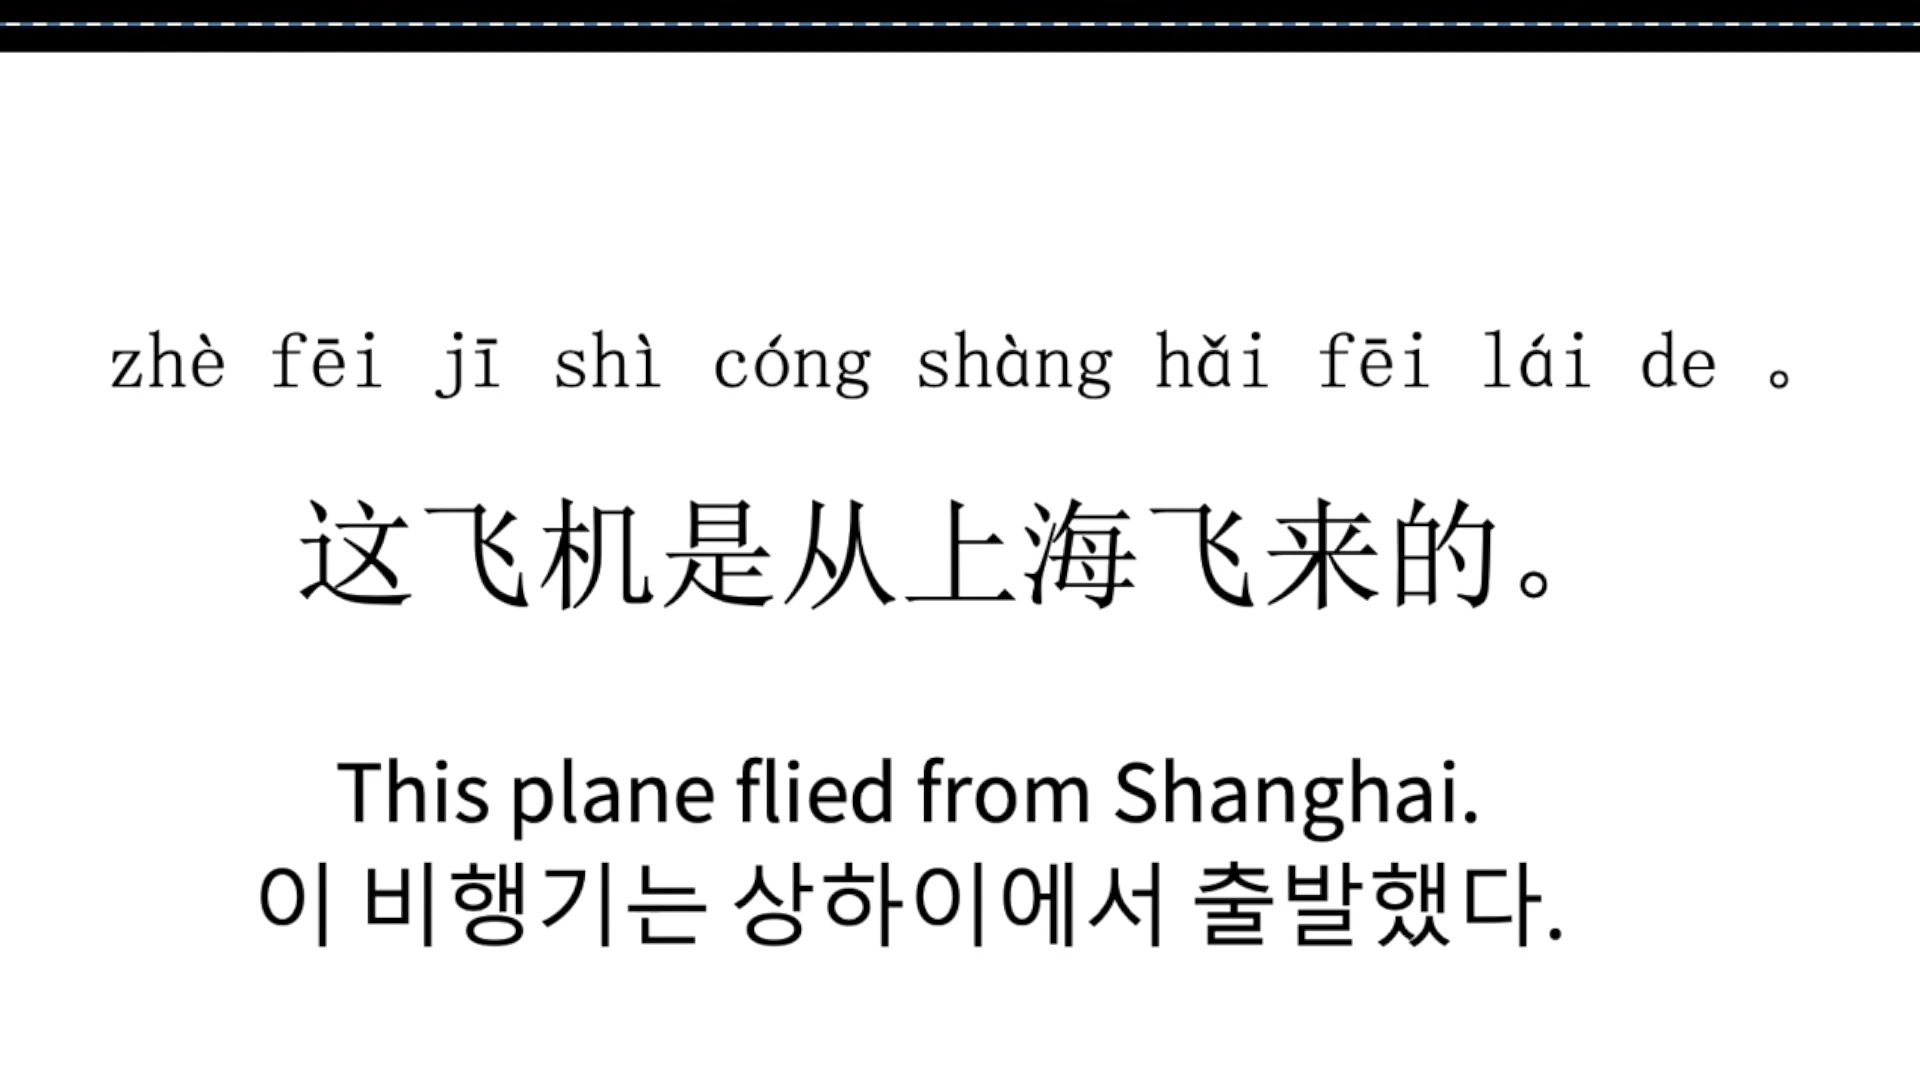 zhè fēi jī shì cóng shàng hǎi fēi lái de 。
这飞机是从上海飞来的。
This plane flied from Shanghai.
이 비행기는 상하이에서 출발했다.